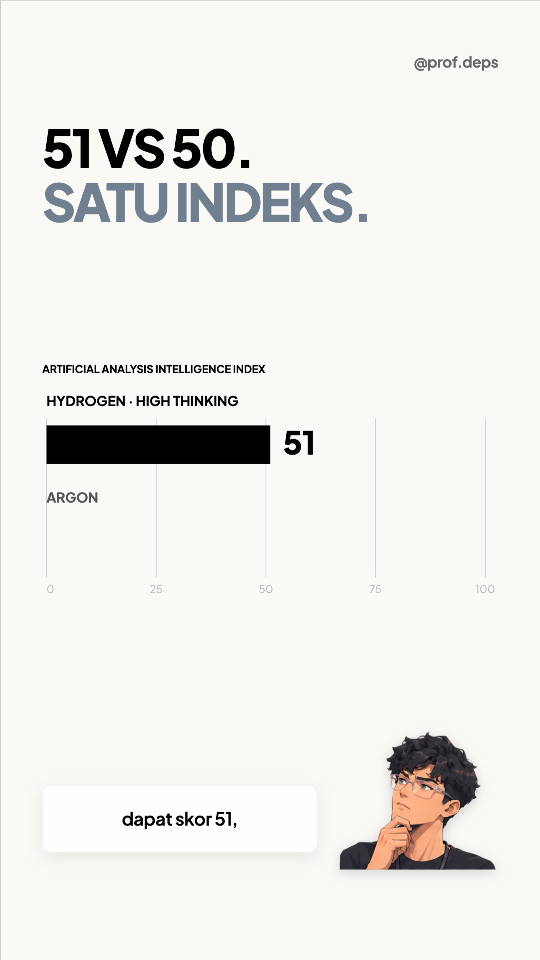 @prof.deps
51 VS 50.
SATU INDEKS.
ARTIFICIAL ANALYSIS INTELLIGENCE INDEX
HYDROGEN · HIGH THINKING
51
ARGON
0 25 50 75 100
dapat skor 51,